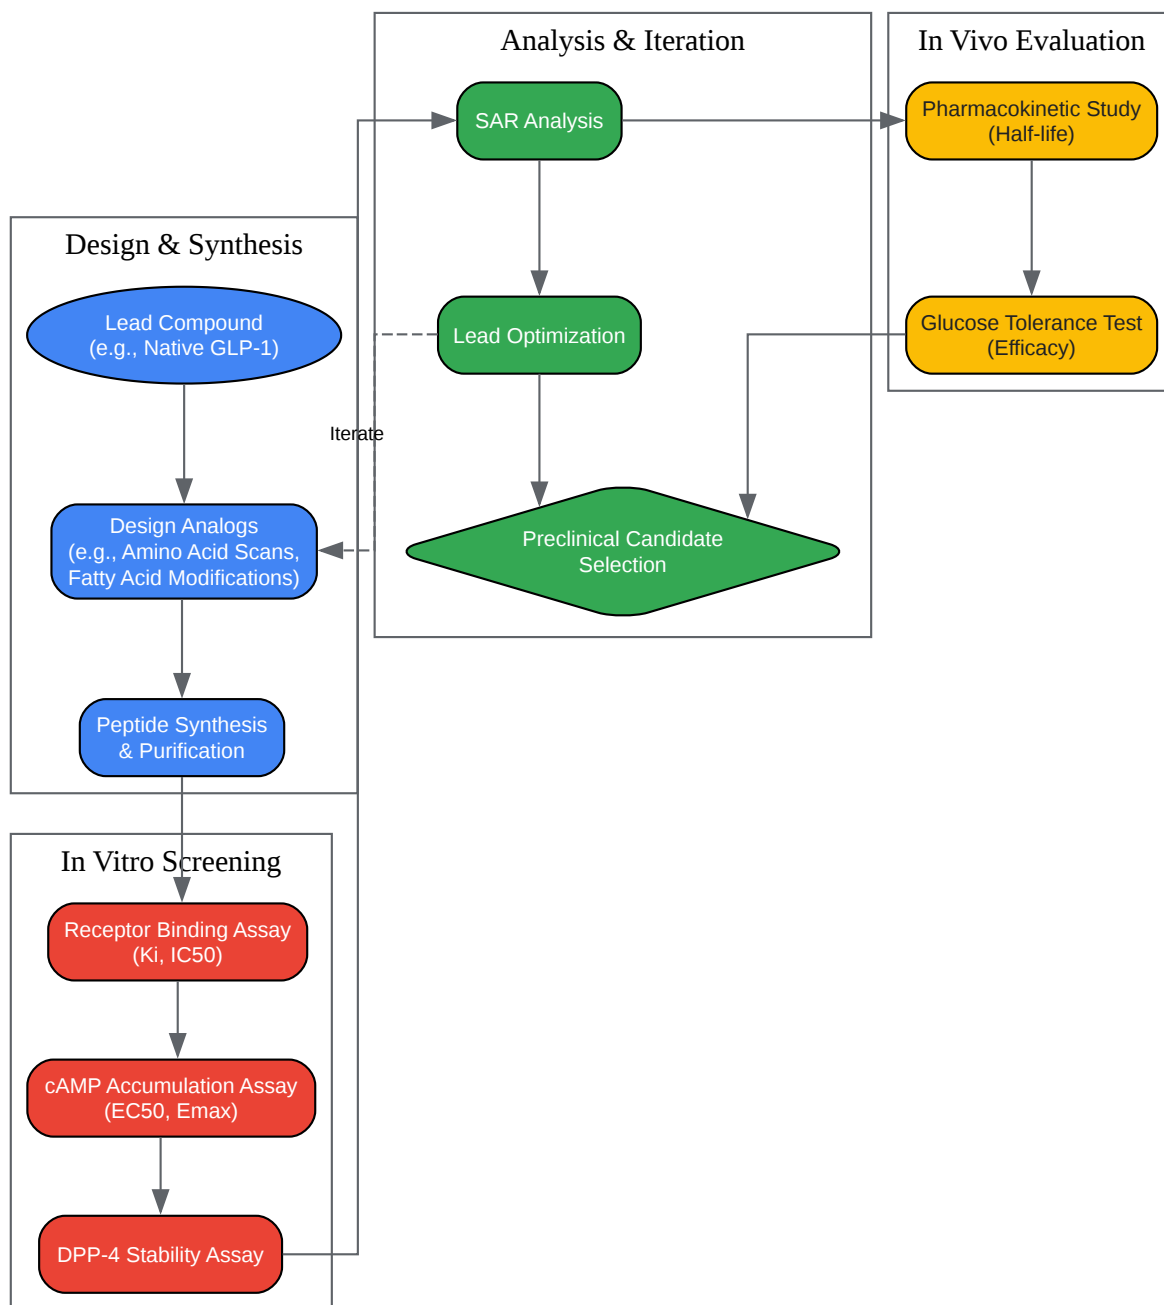 Analysis & Iteration
SAR Analysis
Lead Optimization
Preclinical Candidate
Selection
In Vivo Evaluation
Pharmacokinetic Study
(Half-life)
Glucose Tolerance Test
(Efficacy)
Design & Synthesis
Lead Compound
(e.g., Native GLP-1)
Iterate
Design Analogs
(e.g., Amino Acid Scans,
Fatty Acid Modifications)
Peptide Synthesis
& Purification
In Vitro Screening
Receptor Binding Assay
(Ki, IC50)
cAMP Accumulation Assay
(EC50, Emax)
DPP-4 Stability Assay